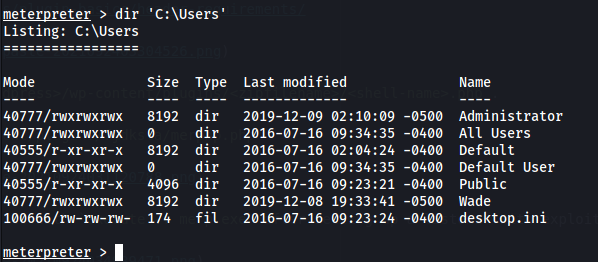 meterpreter > dir 'C:\Users'
Listing: C:\Users
=================
Mode Size Type Last modified Name
---- ---- ---- ------------- ----
40777/rwxrwxrwx 8192 dir 2019-12-09 02:10:09 -0500 Administrator
40777/rwxrwxrwx 0 dir 2016-07-16 09:34:35 -0400 All Users
40555/r-xr-xr-x 8192 dir 2016-07-16 02:04:24 -0400 Default
40777/rwxrwxrwx 0 dir 2016-07-16 09:34:35 -0400 Default User
40555/r-xr-xr-x 4096 dir 2016-07-16 09:23:21 -0400 Public
40777/rwxrwxrwx 8192 dir 2019-12-08 19:33:41 -0500 Wade
100666/rw-rw-rw- 174 fil 2016-07-16 09:23:24 -0400 desktop.ini
meterpreter >